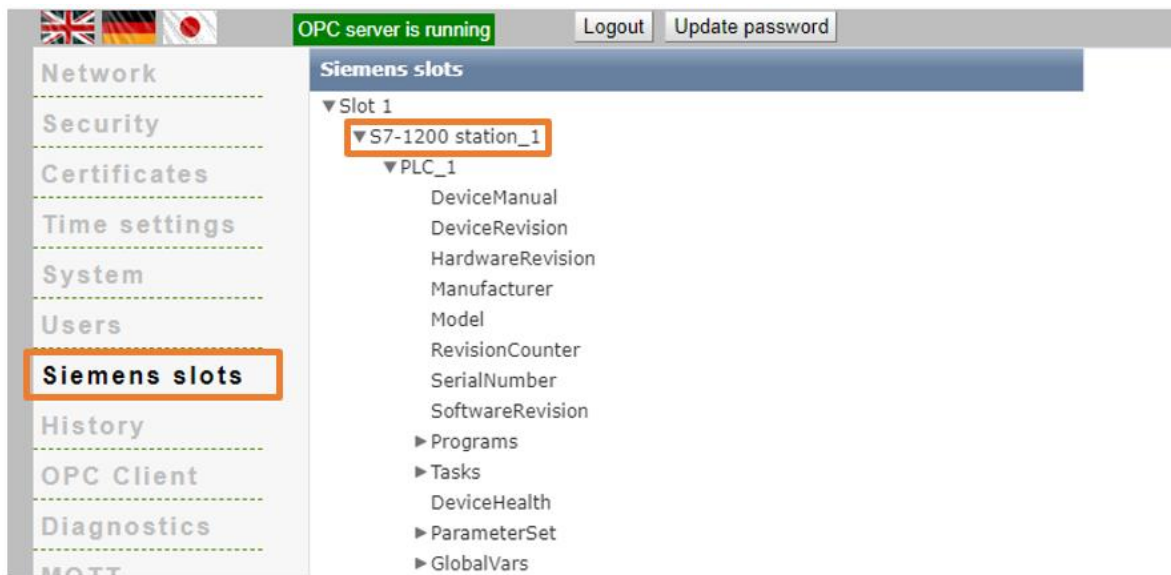 OPC server is running Logout Update password
Network
Security
Certificates
Time settings
System
Users
Siemens slots
History
OPC Client
Diagnostics
MQTT
Siemens slots
Slot 1
S7-1200 station_1
PLC_1
DeviceManual
DeviceRevision
HardwareRevision
Manufacturer
Model
RevisionCounter
SerialNumber
SoftwareRevision
Programs
Tasks
DeviceHealth
ParameterSet
GlobalVars